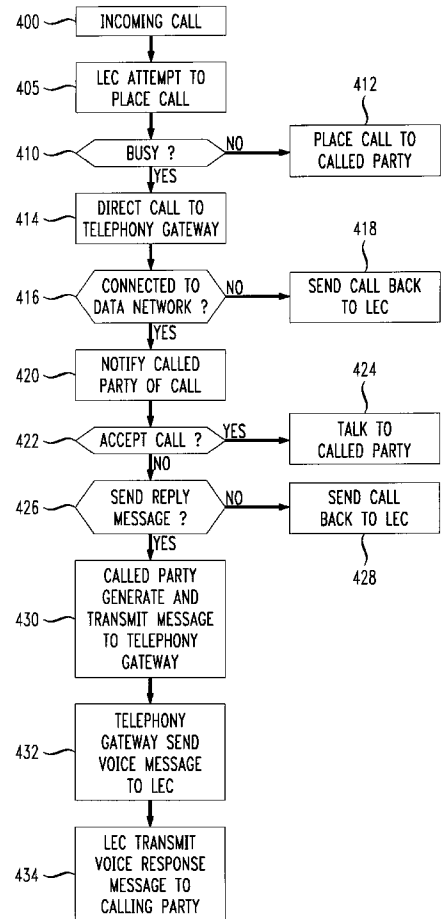 400
INCOMING CALL
405
LEC ATTEMPT TO
PLACE CALL
410
BUSY ?
NO
412
PLACE CALL TO
CALLED PARTY
YES
414
DIRECT CALL TO
TELEPHONY GATEWAY
416
CONNECTED TO
DATA NETWORK ?
NO
418
SEND CALL BACK
TO LEC
YES
420
NOTIFY CALLED
PARTY OF CALL
422
ACCEPT CALL ?
YES
424
TALK TO
CALLED PARTY
NO
426
SEND REPLY
MESSAGE ?
NO
SEND CALL
BACK TO LEC
428
YES
430
CALLED PARTY
GENERATE AND
TRANSMIT MESSAGE
TO TELEPHONY
GATEWAY
432
TELEPHONY
GATEWAY SEND
VOICE MESSAGE
TO LEC
434
LEC TRANSMIT
VOICE RESPONSE
MESSAGE TO
CALLING PARTY